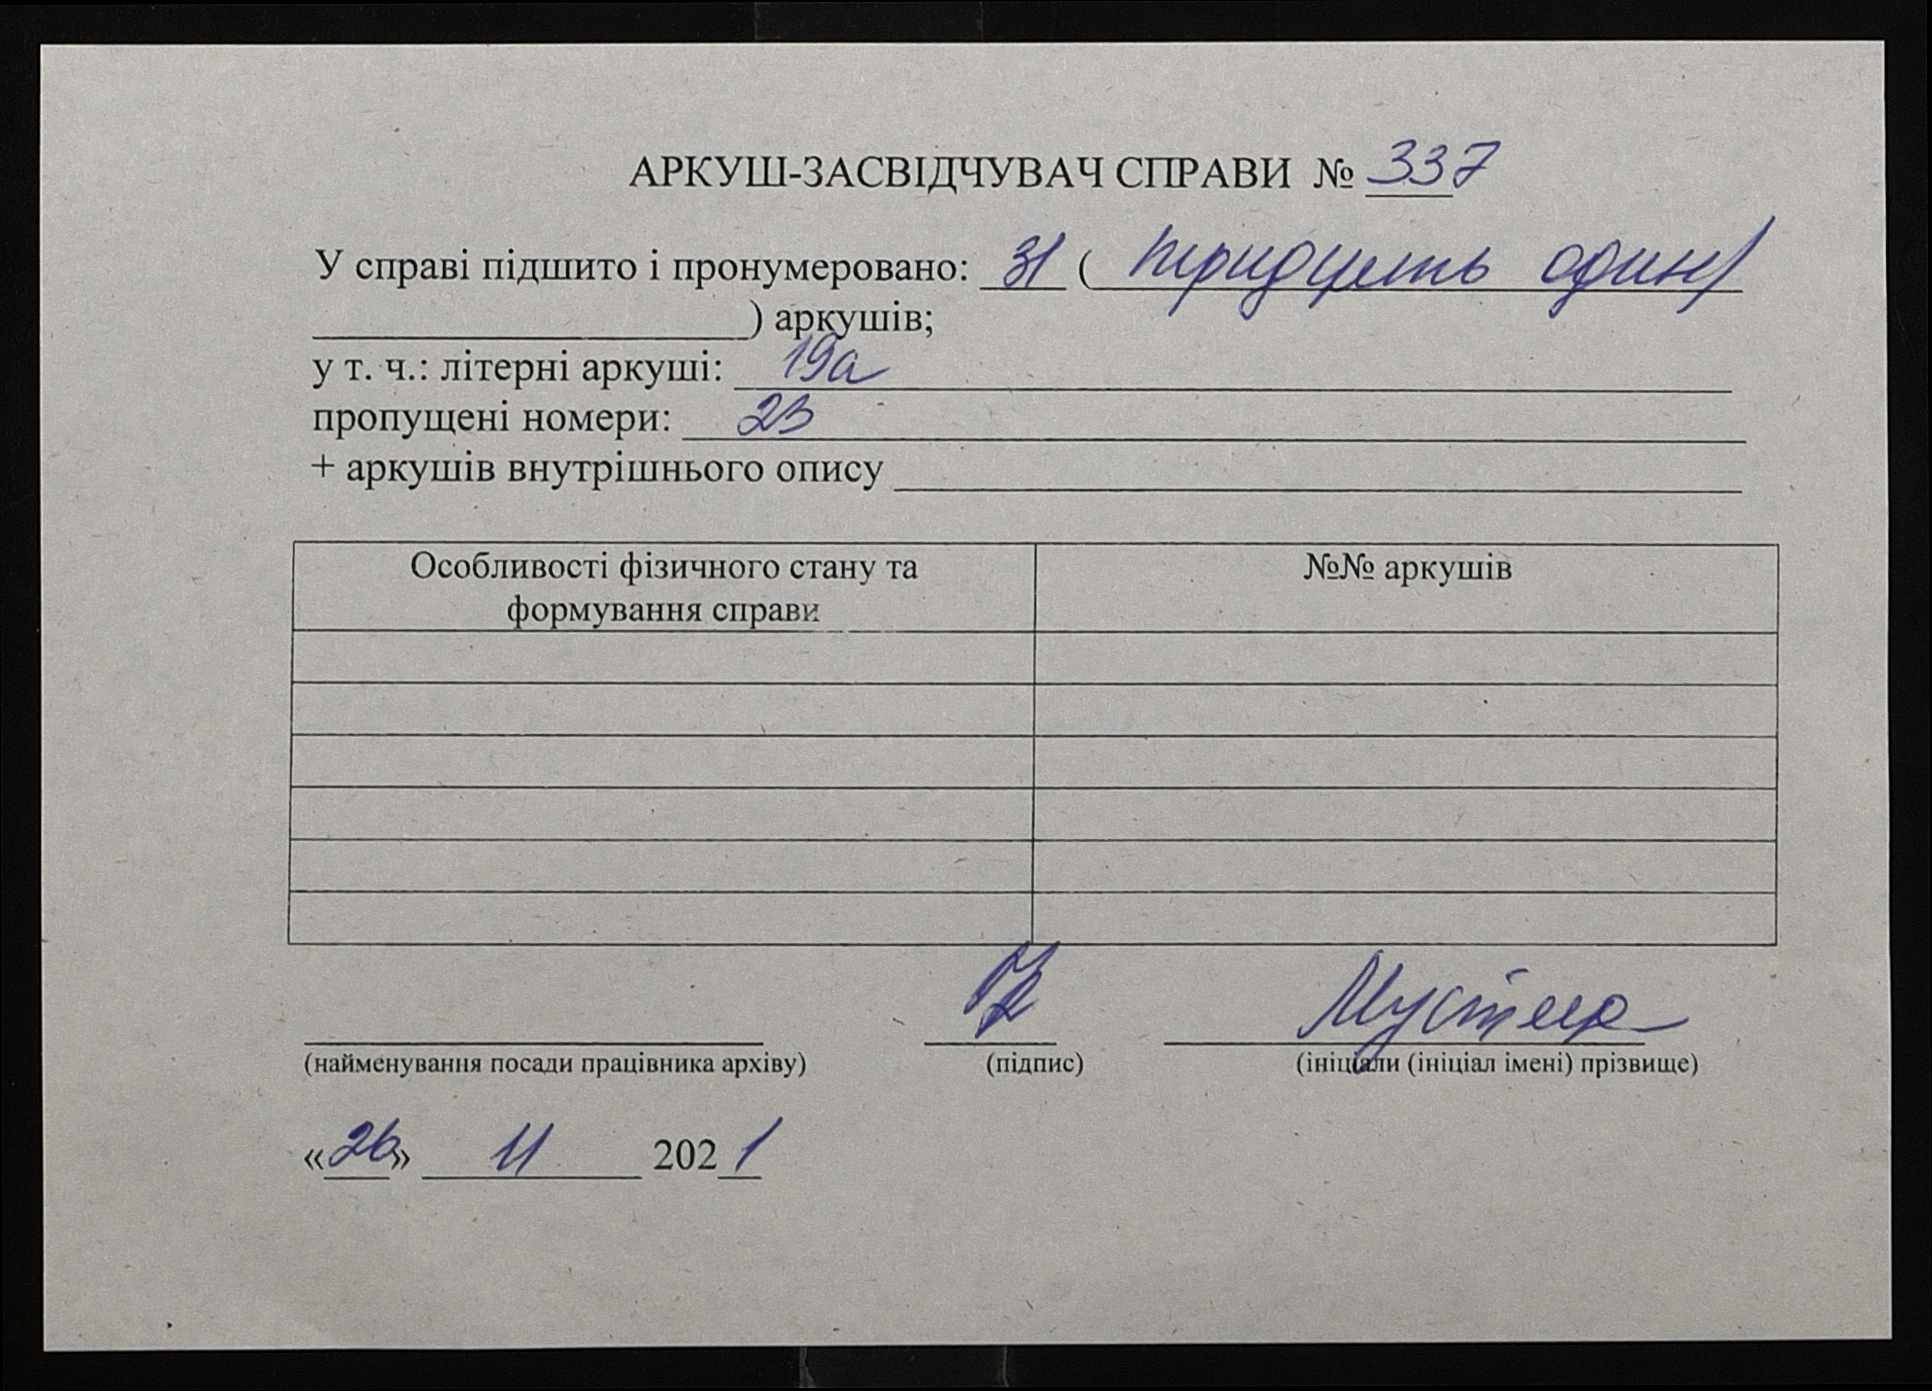 АРКУШ-ЗАСВІДЧУВАЧ СПРАВИ № 337
У справі підшито і пронумеровано: 31 ( тридцять один)
) аркушів;
у т. ч.: літерні аркуші: 19а
пропущені номери: 23
+ аркушів внутрішнього опису
Особливості фізичного стану та
формування справи
№№ аркушів
(найменування посади працівника архіву)
(підпис)
(ініціали (ініціал імені) прізвище)
«26» 11 2021